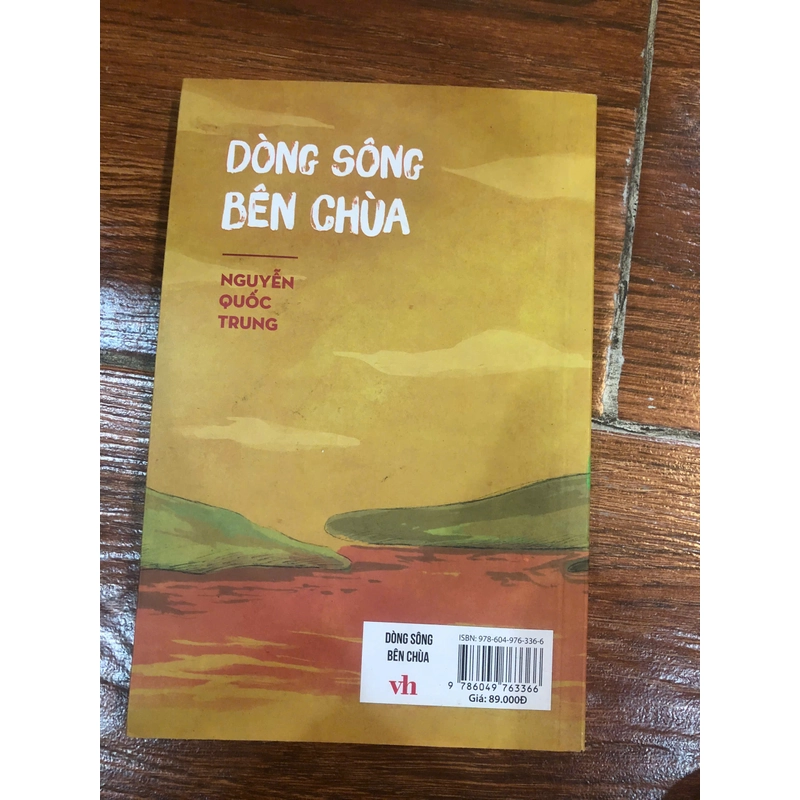 DÒNG SÔNG
BÊN CHÙA
NGUYỄN
QUỐC
TRUNG
DÒNG SÔNG
BÊN CHÙA
vh
ISBN: 978-604-976-336-6
9 786049 763366
Giá: 89.000Đ